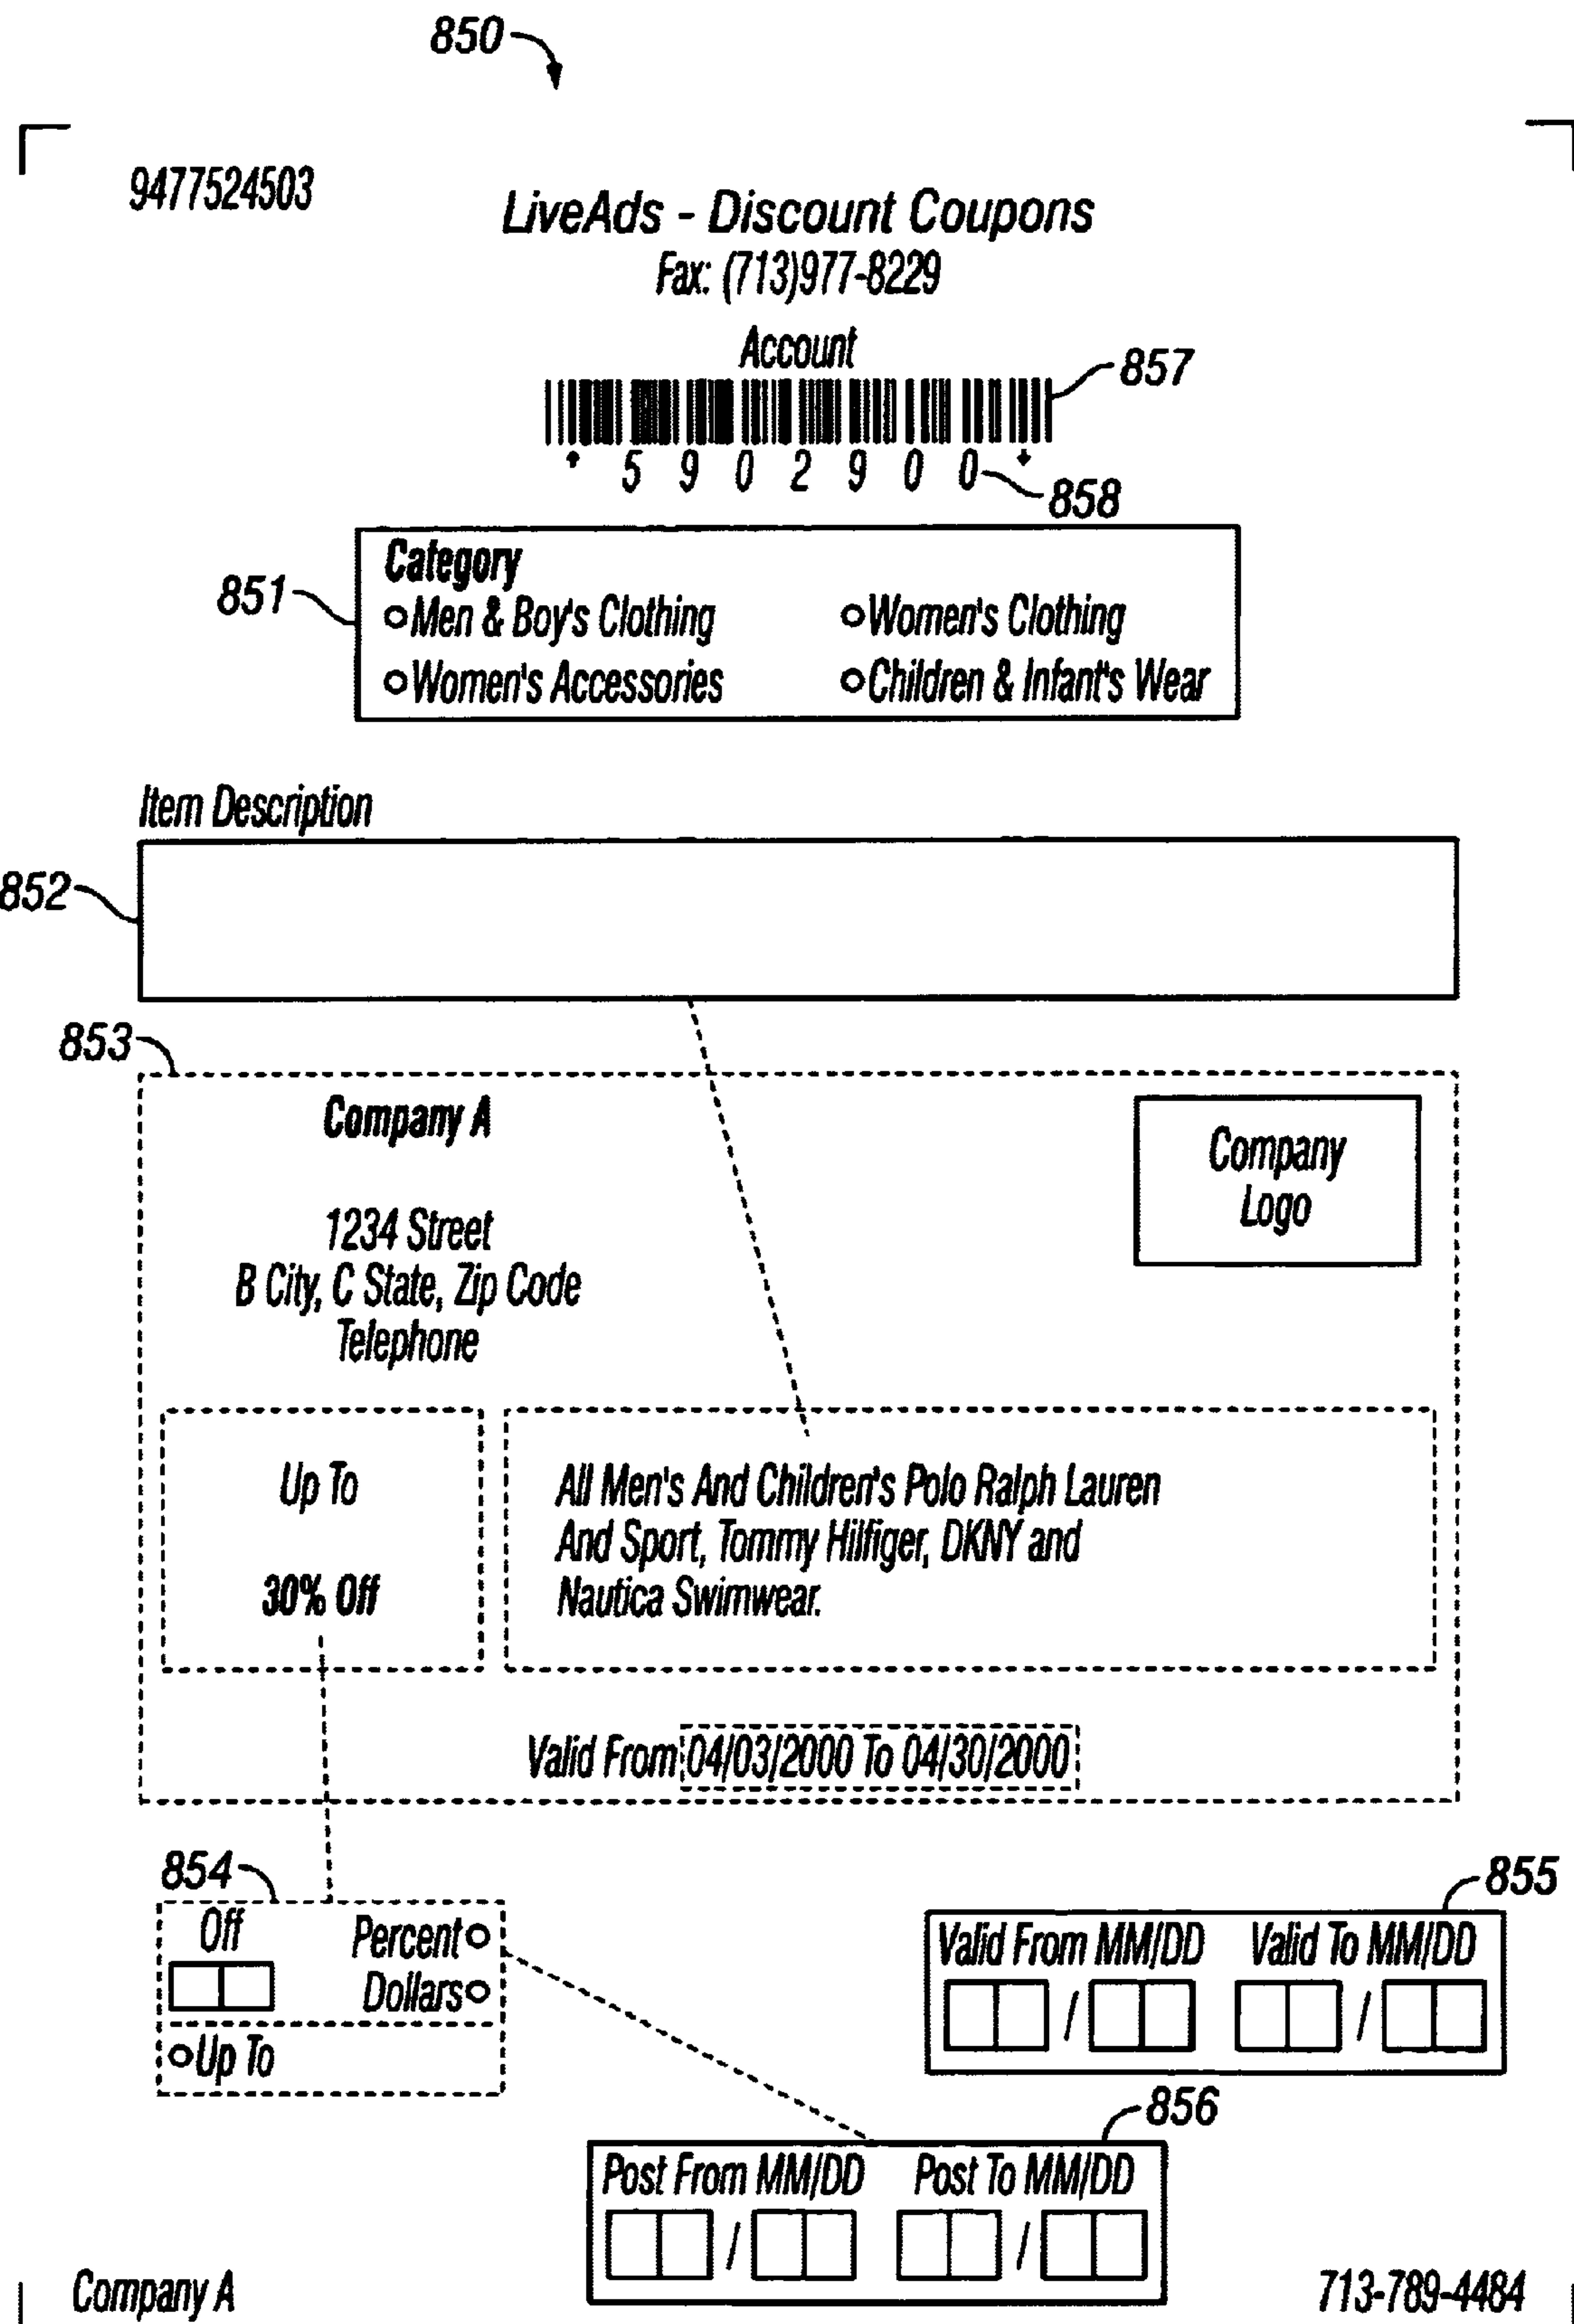 850
9477524503
LiveAds - Discount Coupons
Fax: (713)977-8229
Account
857
* 5 9 0 2 9 0 0 *
858
851
Category
Men & Boy's Clothing Women's Clothing
Women's Accessories Children & Infant's Wear
Item Description
852
853
Company A
Company
Logo
1234 Street
B City, C State, Zip Code
Telephone
Up To
30% Off
All Men's And Children's Polo Ralph Lauren
And Sport, Tommy Hilfiger, DKNY and
Nautica Swimwear.
Valid From 04/03/2000 To 04/30/2000
854
Off Percent
Dollars
Up To
855
Valid From MM/DD Valid To MM/DD
/ /
856
Post From MM/DD Post To MM/DD
/ /
Company A 713-789-4484